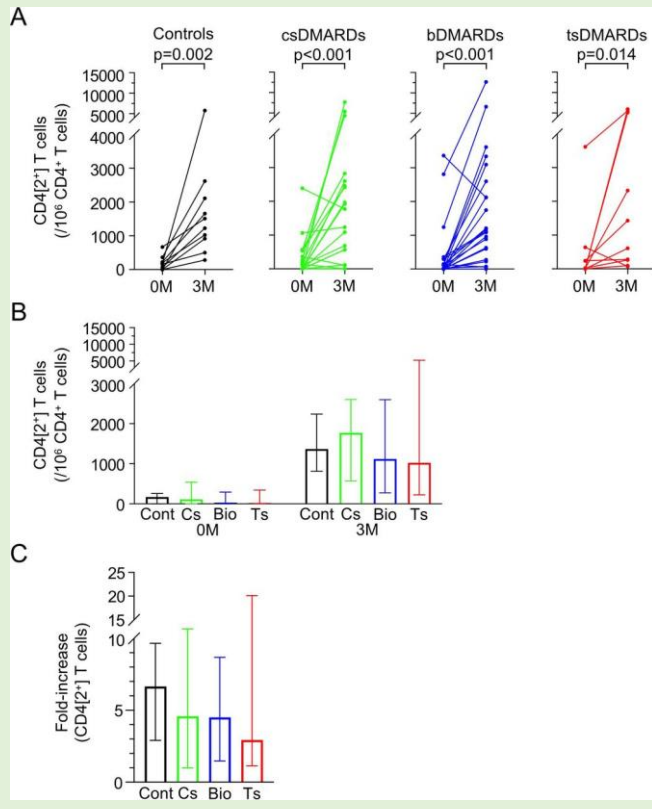 A
Controls csDMARDs bDMARDs tsDMARDs
p=0.002 p<0.001 p<0.001 p=0.014
CD4[2⁺] T cells
(/10⁶ CD4⁺ T cells)
15000
10000
5000
4000
3000
2000
1000
0
0M 3M 0M 3M 0M 3M 0M 3M
B
CD4[2⁺] T cells
(/10⁶ CD4⁺ T cells)
15000
10000
5000
3000
2000
1000
0
Cont Cs Bio Ts Cont Cs Bio Ts
0M 3M
C
Fold-increase
(CD4[2⁺] T cells)
25
20
15
10
5
0
Cont Cs Bio Ts